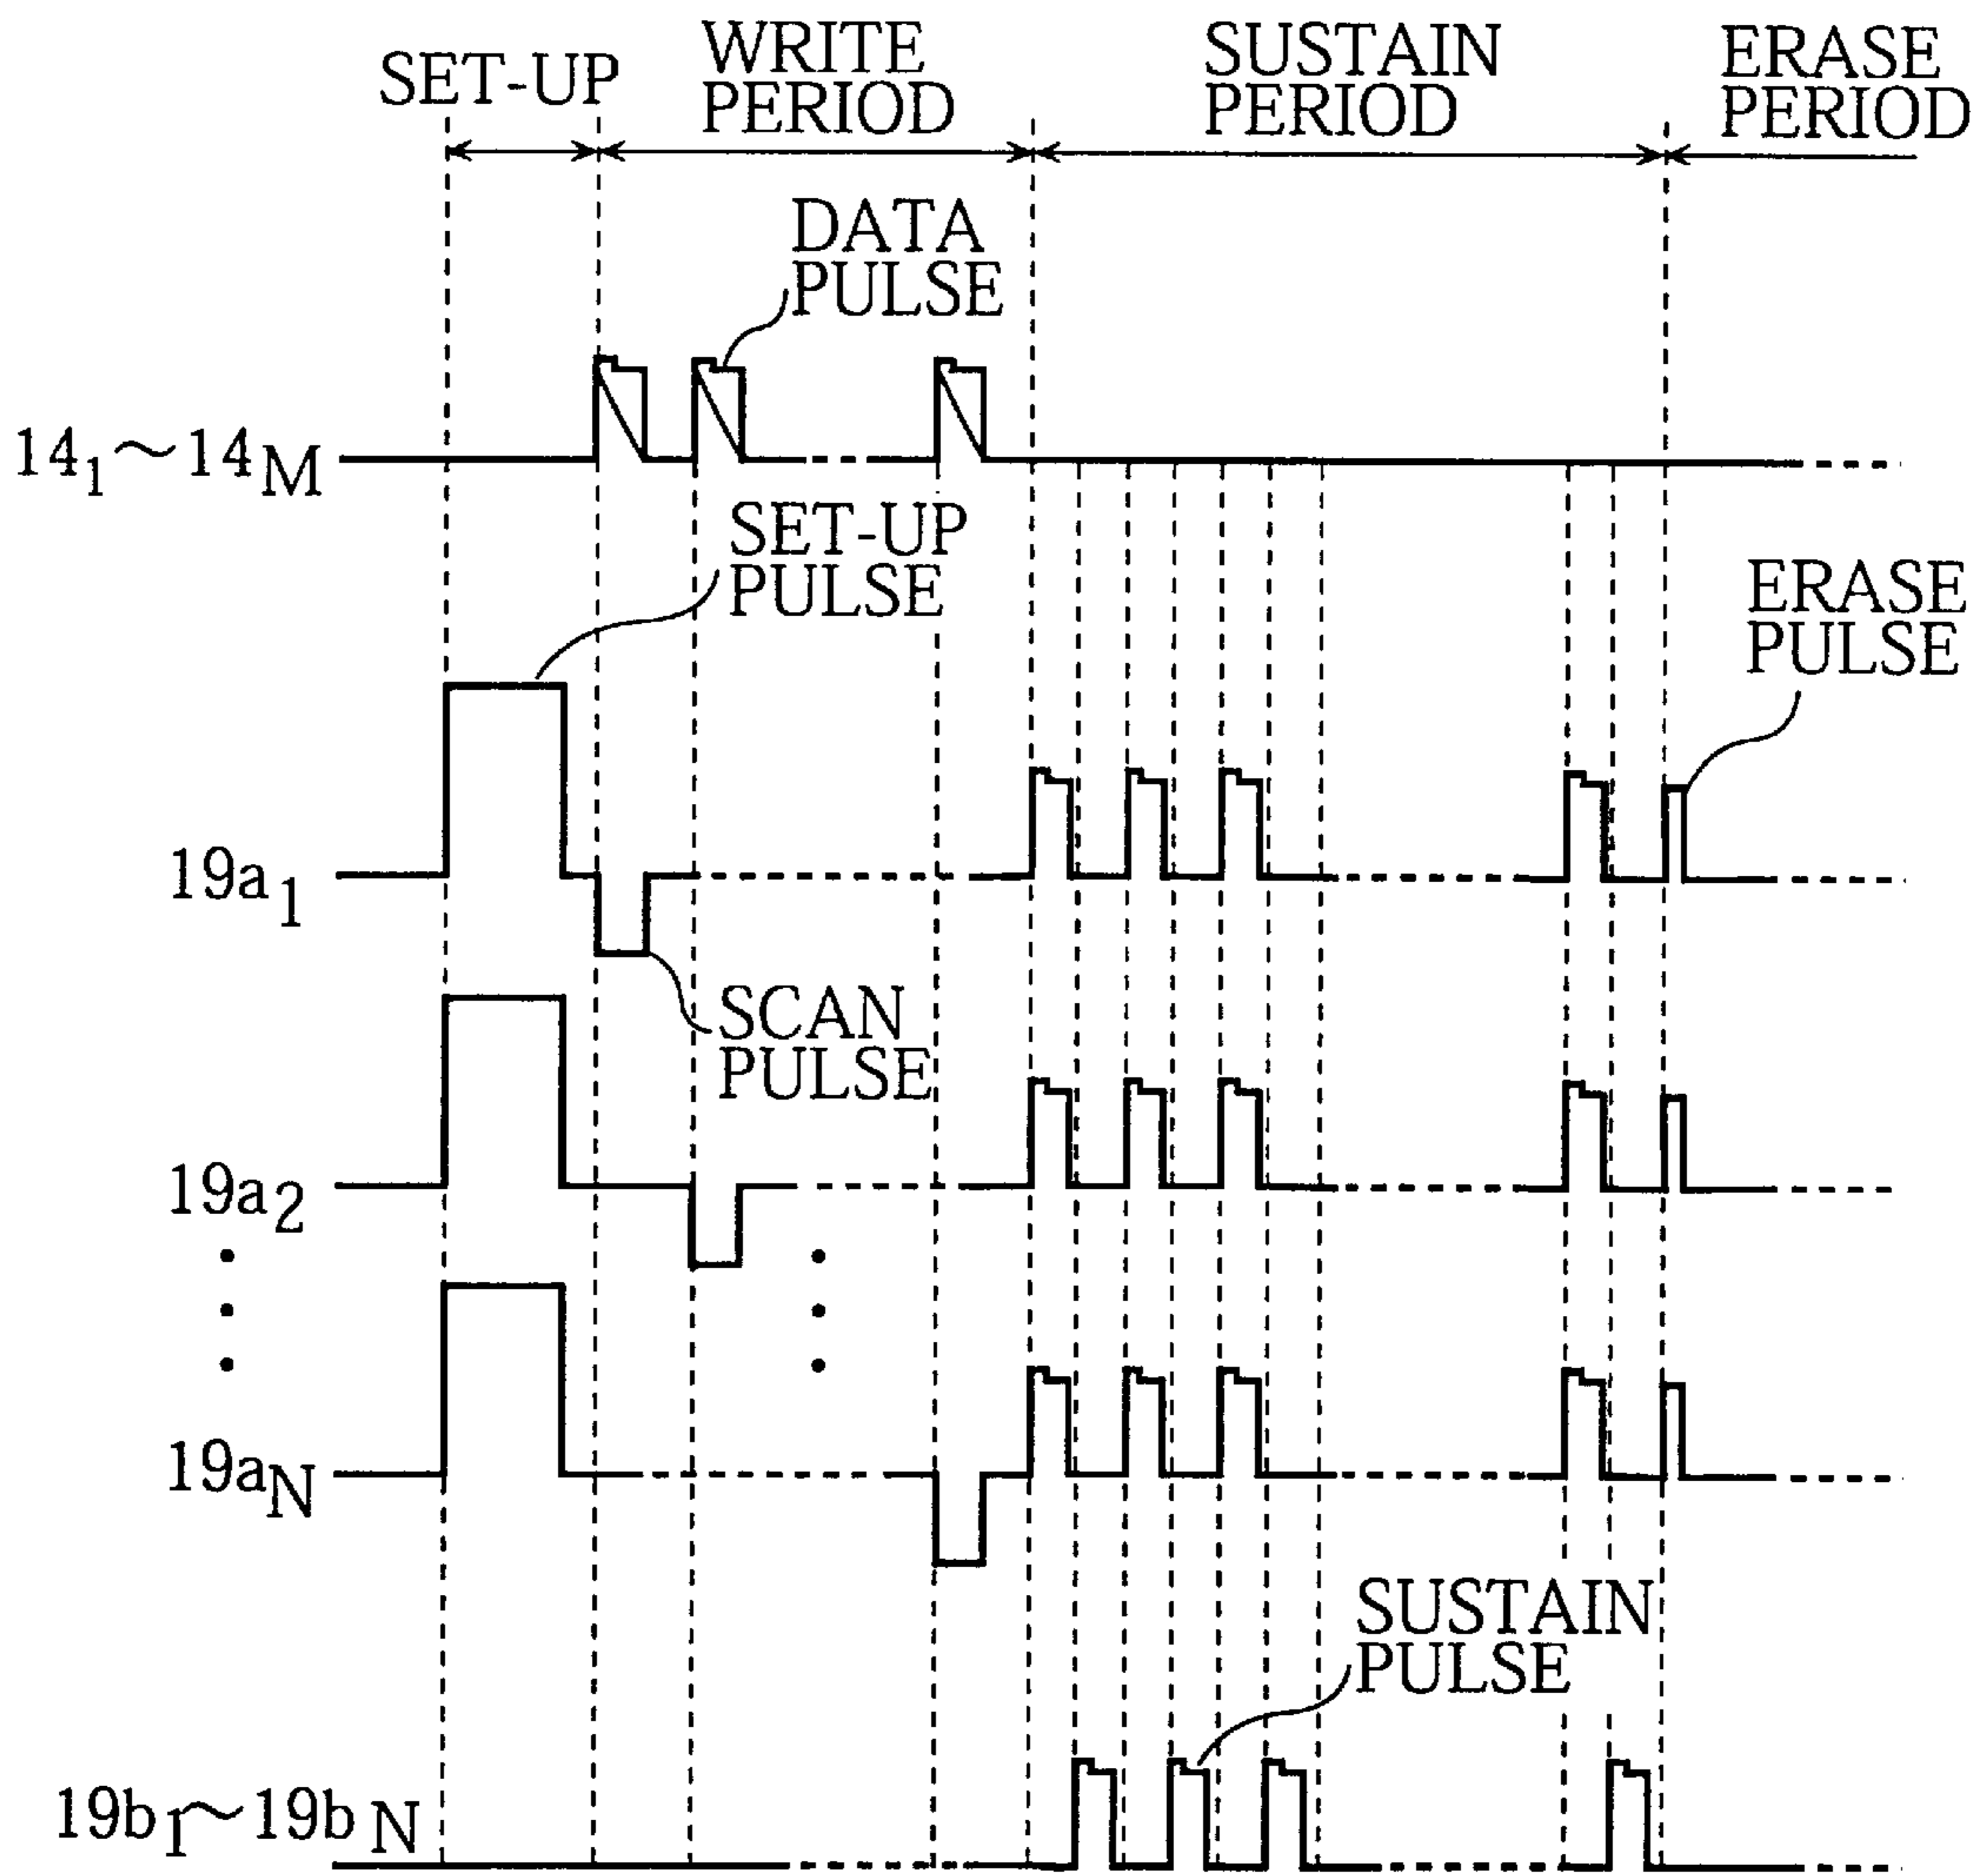 SET-UP
WRITE
PERIOD
SUSTAIN
PERIOD
ERASE
PERIOD
DATA
PULSE
14₁~14M
SET-UP
PULSE
ERASE
PULSE
19a₁
SCAN
PULSE
19a₂
19aN
SUSTAIN
PULSE
19b₁~19bN